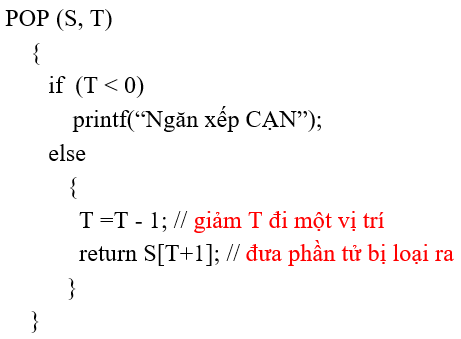 POP (S, T)
{
if (T < 0)
printf(“Ngăn xếp CẠN”);
else
{
T =T - 1; // giảm T đi một vị trí
return S[T+1]; // đưa phần tử bị loại ra
}
}